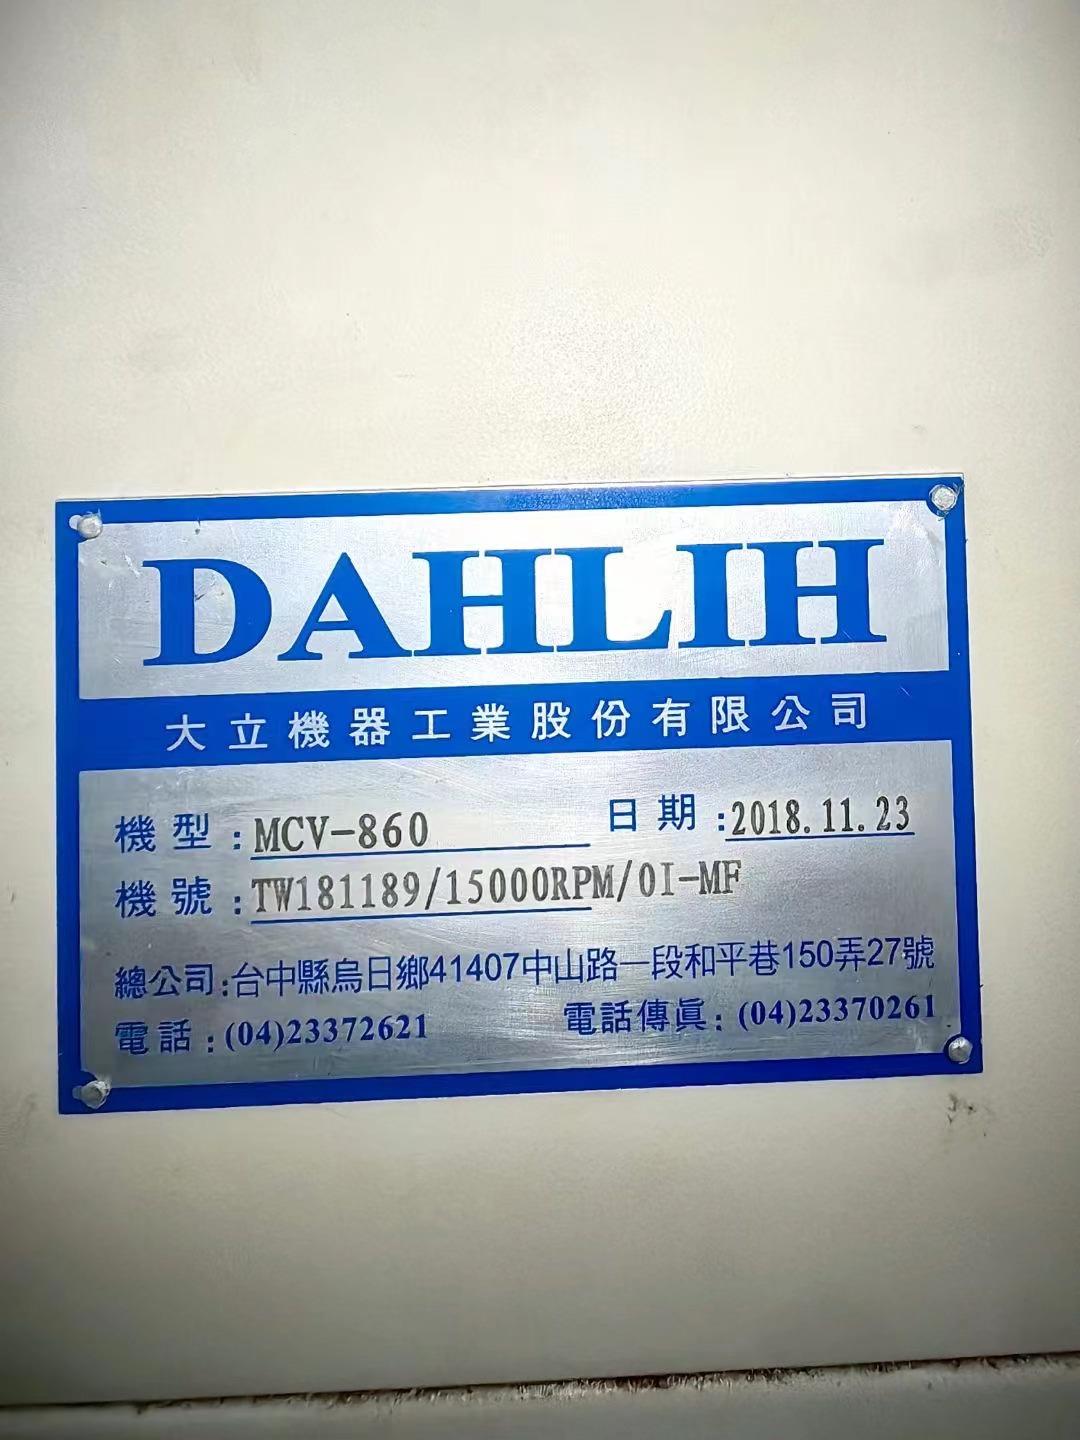 DAHLIH
大立機器工業股份有限公司
機型:MCV-860 日期:2018.11.23
機號:TW181189/15000RPM/0I-MF
總公司:台中縣烏日鄉41407中山路一段和平巷150弄27號
電話:(04)23372621 電話傳眞:(04)23370261